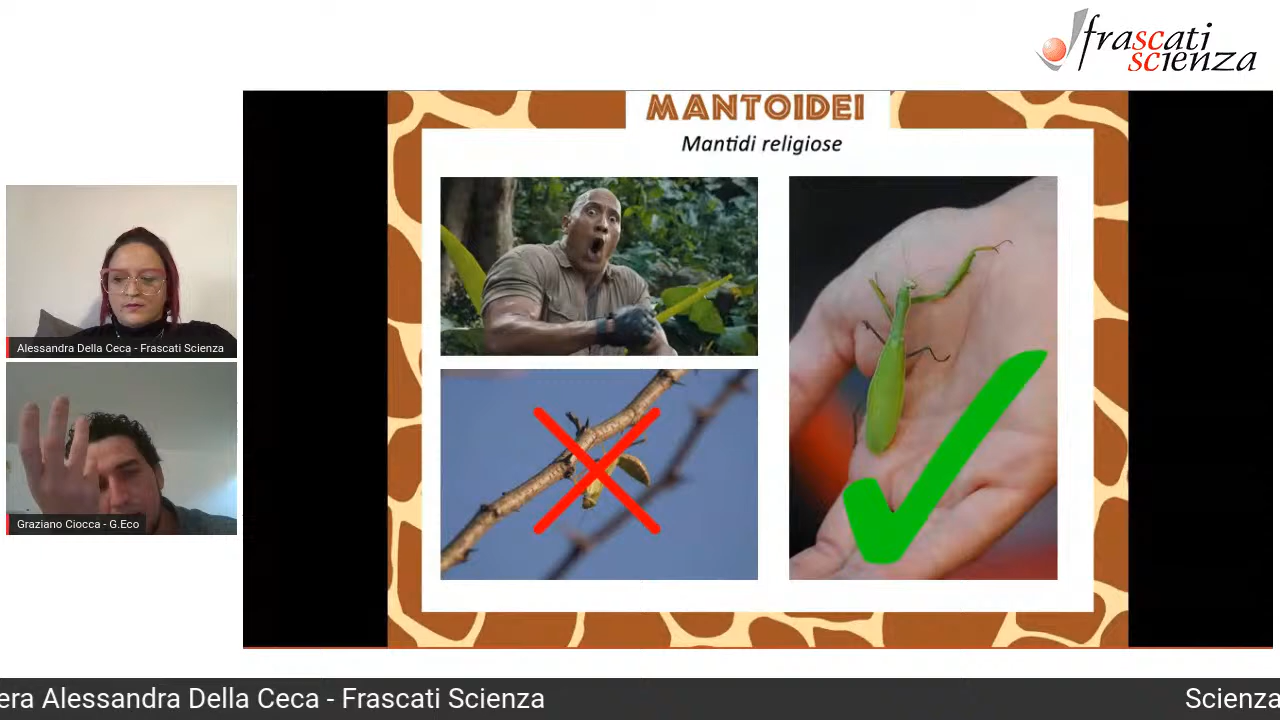 frascati
scienza
MANTOIDEI
Mantidi religiose
Alessandra Della Ceca - Frascati Scienza
Graziano Ciocca - G.Eco
era Alessandra Della Ceca - Frascati Scienza
Scienza